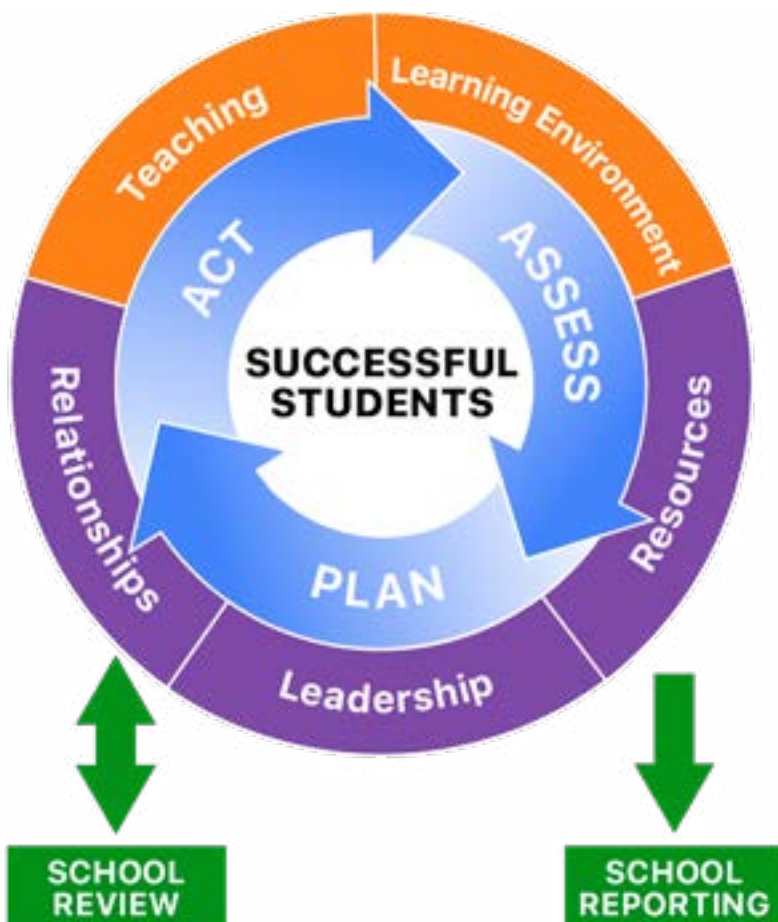 Teaching
Learning Environment
ACT
ASSESS
SUCCESSFUL
STUDENTS
Relationships
Resources
PLAN
Leadership
SCHOOL
REVIEW
SCHOOL
REPORTING